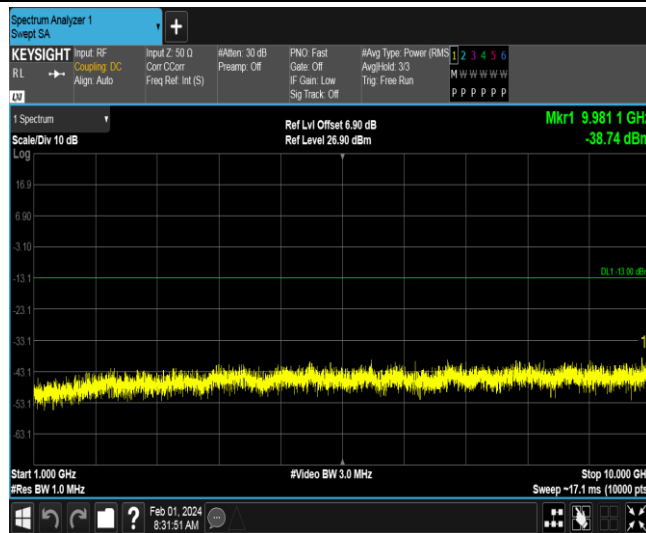 Spectrum Analyzer 1
Swept SA
KEYSIGHT
RL
Input: RF
Coupling: DC
Align: Auto
Input Z: 50 Ω
Corr CCorr
Freq Ref: Int (S)
#Atten: 30 dB
Preamp: Off
PNO: Fast
Gate: Off
IF Gain: Low
Sig Track: Off
#Avg Type: Power (RMS
Avg|Hold: 3/3
Trig: Free Run
1 2 3 4 5 6
M W W W W W
P P P P P P
1 Spectrum
Scale/Div 10 dB
Log
Ref Lvl Offset 6.90 dB
Ref Level 26.90 dBm
Mkr1 9.981 1 GHz
-38.74 dBm
16.9
6.90
-3.10
-13.1
DL1 -13.00 dBm
-23.1
-33.1
1
-43.1
-53.1
-63.1
Start 1.000 GHz
#Res BW 1.0 MHz
#Video BW 3.0 MHz
Stop 10.000 GHz
Sweep ~17.1 ms (10000 pts
?
Feb 01, 2024
8:31:51 AM